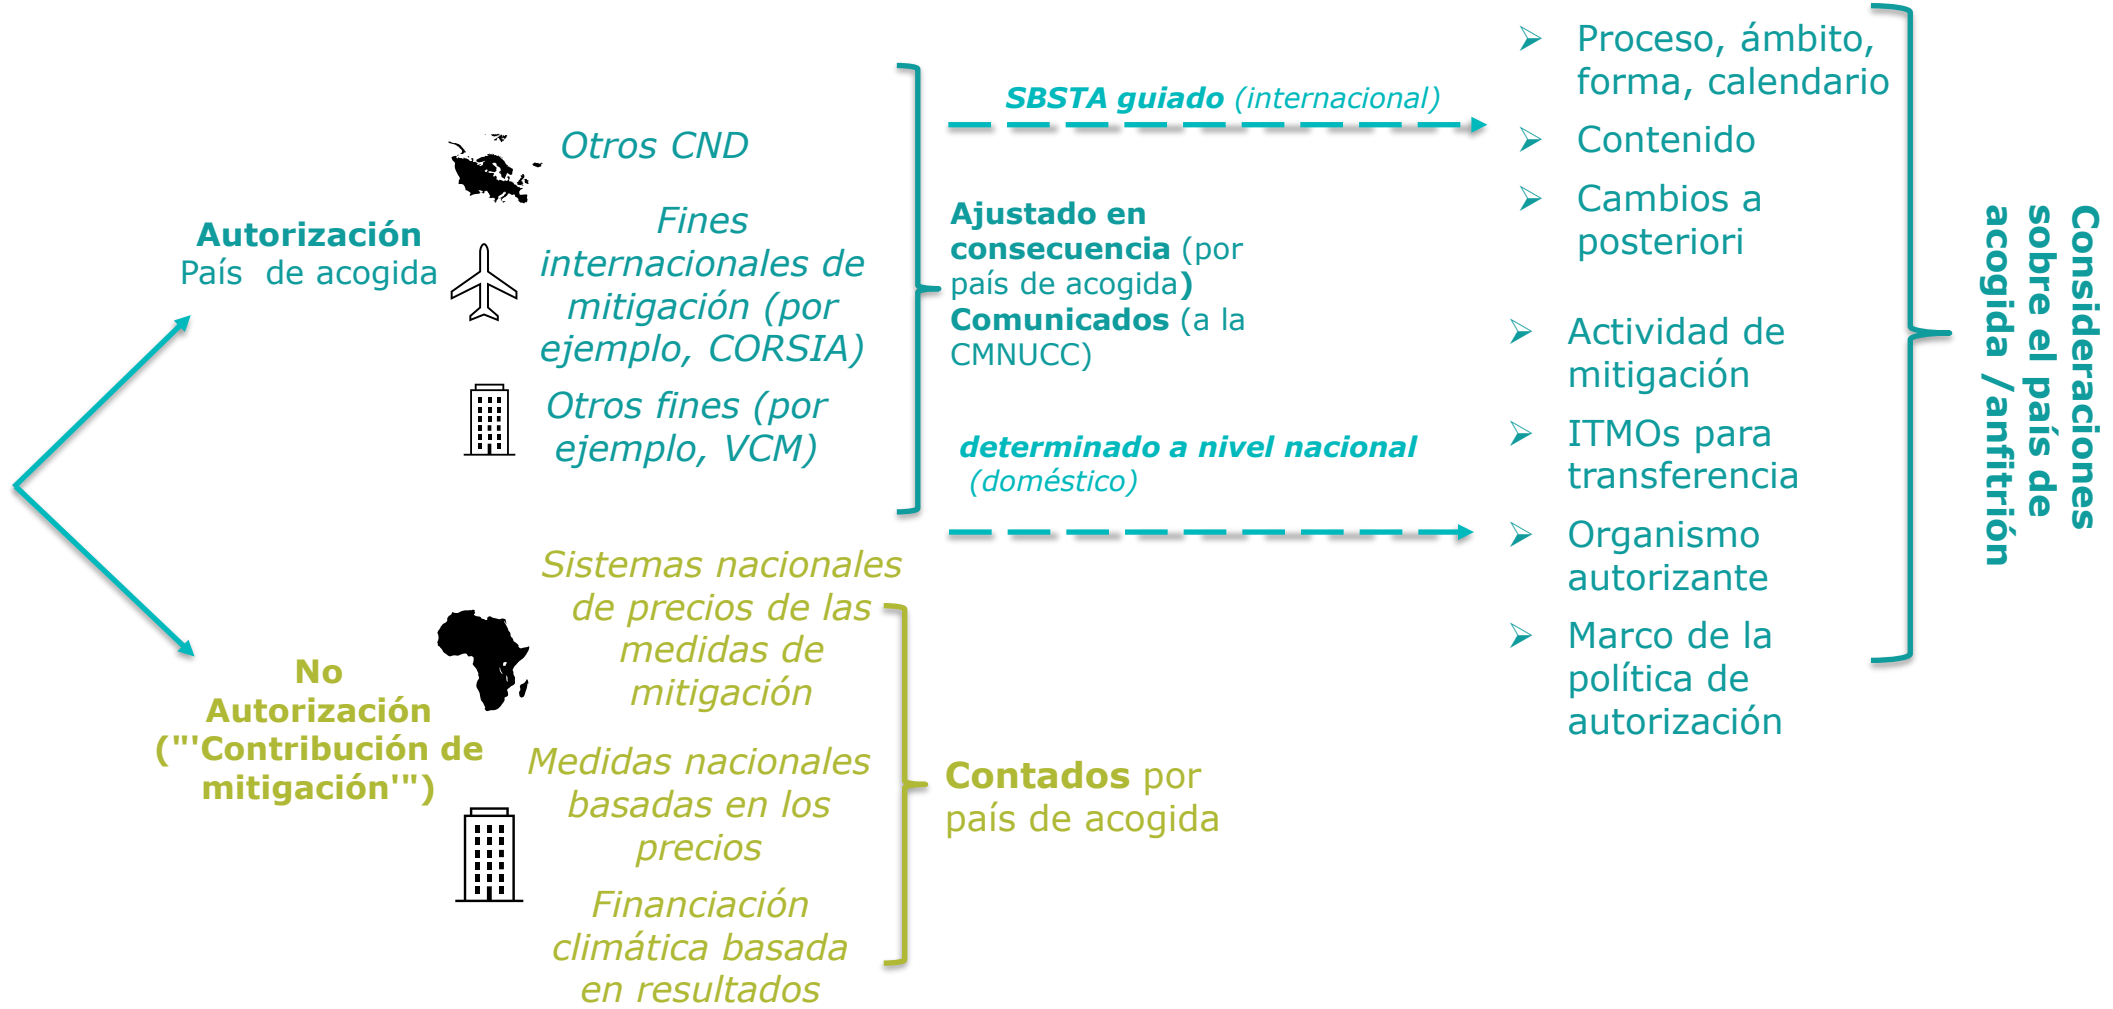 Autorización
País  de acogida
Otros CND
Fines
internacionales de
mitigación (por
ejemplo, CORSIA)
Otros fines (por
ejemplo, VCM)
SBSTA guiado (internacional)
Ajustado en
consecuencia (por
país de acogida)
Comunicados (a la
CMNUCC)
determinado a nivel nacional
(doméstico)
Proceso, ámbito,
forma, calendario
Contenido
Cambios a
posteriori
Actividad de
mitigación
ITMOs para
transferencia
Organismo
autorizante
Marco de la
política de
autorización
Consideraciones
sobre el país de
acogida /anfitrión
No
Autorización
("'Contribución de
mitigación'")
Sistemas nacionales
de precios de las
medidas de
mitigación
Medidas nacionales
basadas en los
precios
Financiación
climática basada
en resultados
Contados por
país de acogida